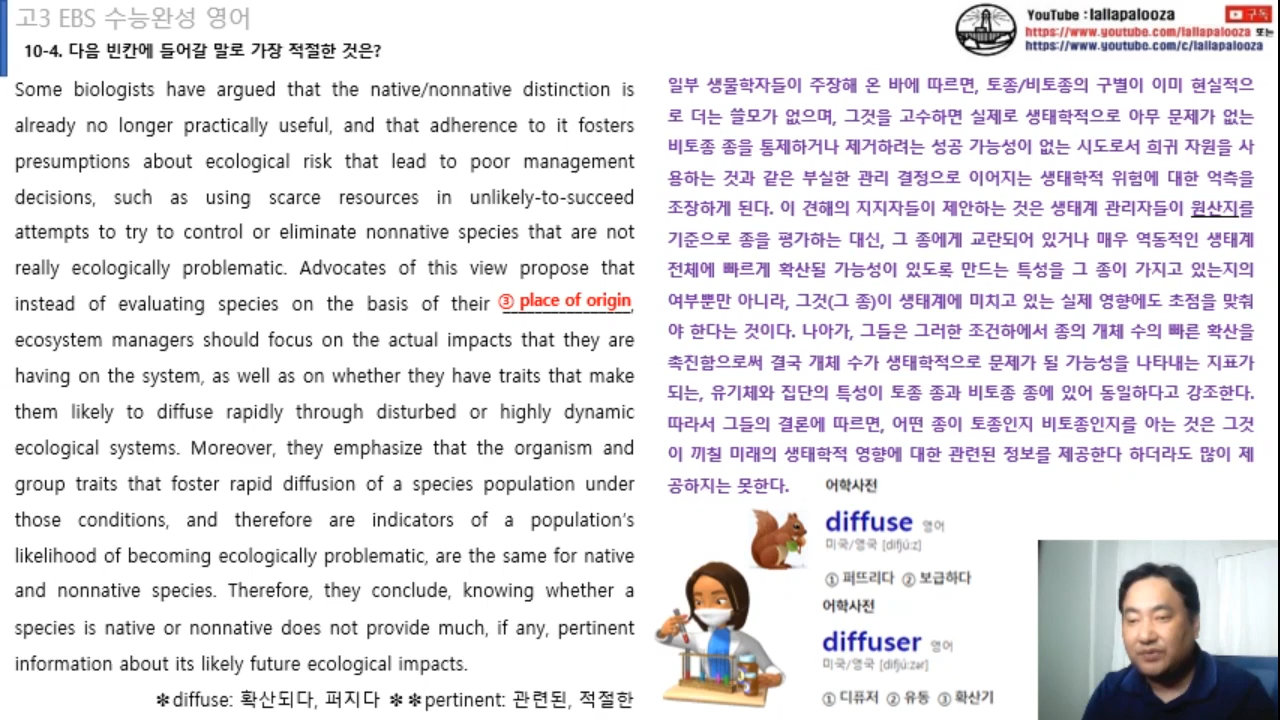 고3 EBS 수능완성 영어
10-4. 다음 빈칸에 들어갈 말로 가장 적절한 것은?
YouTube : lallapalooza
구독
https://www.youtube.com/lallapalooza 또는
https://www.youtube.com/c/lallapalooza
Some biologists have argued that the native/nonnative distinction is
already no longer practically useful, and that adherence to it fosters
presumptions about ecological risk that lead to poor management
decisions, such as using scarce resources in unlikely-to-succeed
attempts to try to control or eliminate nonnative species that are not
really ecologically problematic. Advocates of this view propose that
instead of evaluating species on the basis of their ③ place of origin,
ecosystem managers should focus on the actual impacts that they are
having on the system, as well as on whether they have traits that make
them likely to diffuse rapidly through disturbed or highly dynamic
ecological systems. Moreover, they emphasize that the organism and
group traits that foster rapid diffusion of a species population under
those conditions, and therefore are indicators of a population's
likelihood of becoming ecologically problematic, are the same for native
and nonnative species. Therefore, they conclude, knowing whether a
species is native or nonnative does not provide much, if any, pertinent
information about its likely future ecological impacts.
＊diffuse: 확산되다, 퍼지다 ＊＊pertinent: 관련된, 적절한
일부 생물학자들이 주장해 온 바에 따르면, 토종/비토종의 구별이 이미 현실적으
로 더는 쓸모가 없으며, 그것을 고수하면 실제로 생태학적으로 아무 문제가 없는
비토종 종을 통제하거나 제거하려는 성공 가능성이 없는 시도로서 희귀 자원을 사
용하는 것과 같은 부실한 관리 결정으로 이어지는 생태학적 위험에 대한 억측을
조장하게 된다. 이 견해의 지지자들이 제안하는 것은 생태계 관리자들이 원산지를
기준으로 종을 평가하는 대신, 그 종에게 교란되어 있거나 매우 역동적인 생태계
전체에 빠르게 확산될 가능성이 있도록 만드는 특성을 그 종이 가지고 있는지의
여부뿐만 아니라, 그것(그 종)이 생태계에 미치고 있는 실제 영향에도 초점을 맞춰
야 한다는 것이다. 나아가, 그들은 그러한 조건하에서 종의 개체 수의 빠른 확산을
촉진함으로써 결국 개체 수가 생태학적으로 문제가 될 가능성을 나타내는 지표가
되는, 유기체와 집단의 특성이 토종 종과 비토종 종에 있어 동일하다고 강조한다.
따라서 그들의 결론에 따르면, 어떤 종이 토종인지 비토종인지를 아는 것은 그것
이 끼칠 미래의 생태학적 영향에 대한 관련된 정보를 제공한다 하더라도 많이 제
공하지는 못한다.
어학사전
diffuse 영어
미국/영국 [difjú:z]
① 퍼뜨리다 ② 보급하다
어학사전
diffuser 영어
미국/영국 [difjú:zər]
① 디퓨저 ② 유동 ③ 확산기